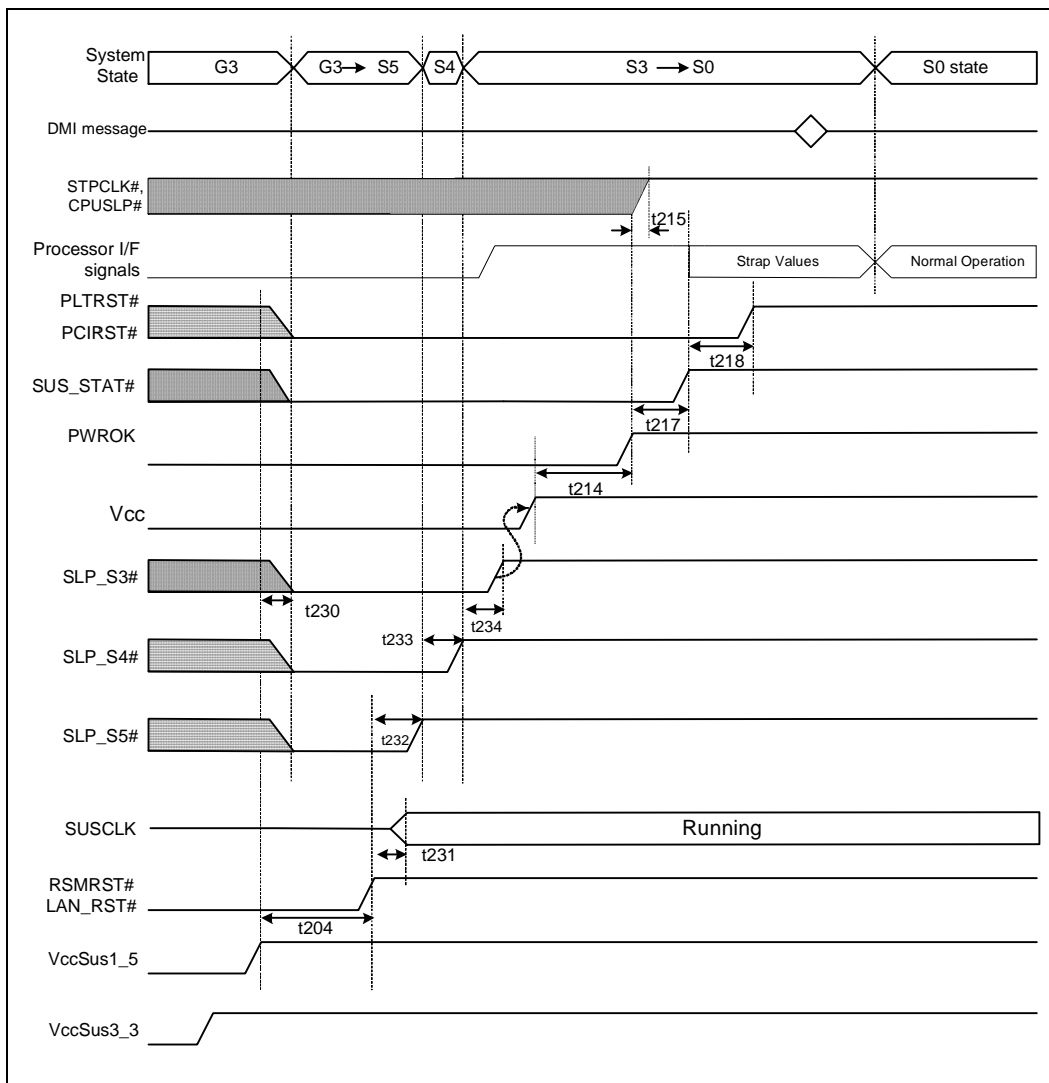 System
State
G3
G3 → S5
S4
S3 → S0
S0 state
DMI message
STPCLK#,
CPUSLP#
t215
Processor I/F
signals
Strap Values
Normal Operation
PLTRST#
PCIRST#
t218
SUS_STAT#
t217
PWROK
t214
Vcc
SLP_S3#
t230
t234
t233
SLP_S4#
SLP_S5#
t232
SUSCLK
Running
t231
RSMRST#
LAN_RST#
t204
VccSus1_5
VccSus3_3